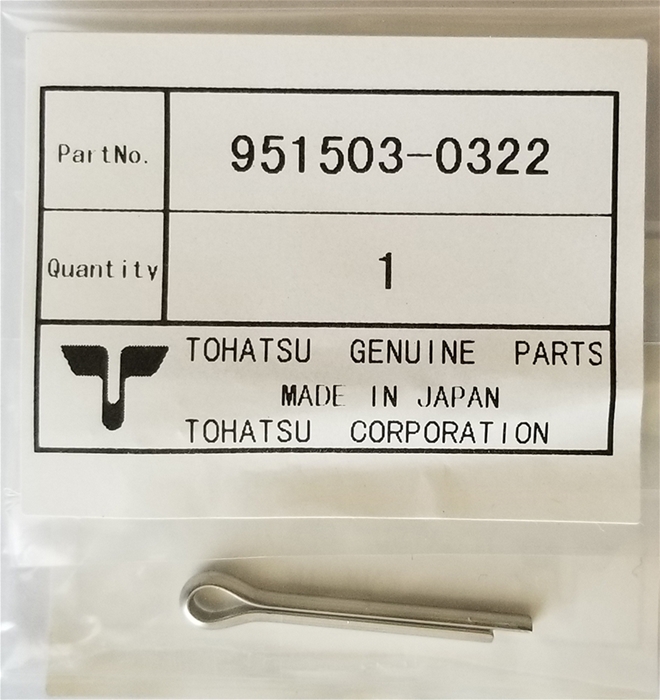 PartNo. 951503-0322
Quantity 1
TOHATSU GENUINE PARTS
MADE IN JAPAN
TOHATSU CORPORATION